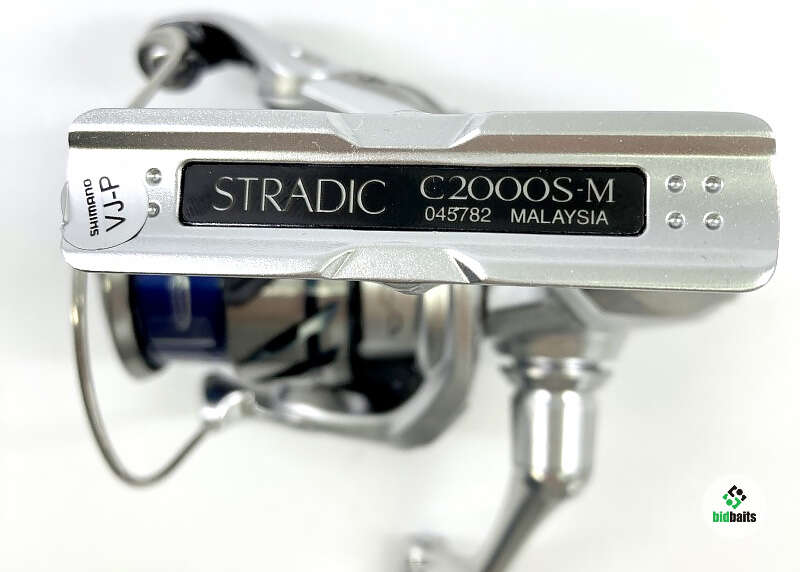 SHIMANO
VJ-P
STRADIC C2000S-M
045782 MALAYSIA
bidbaits